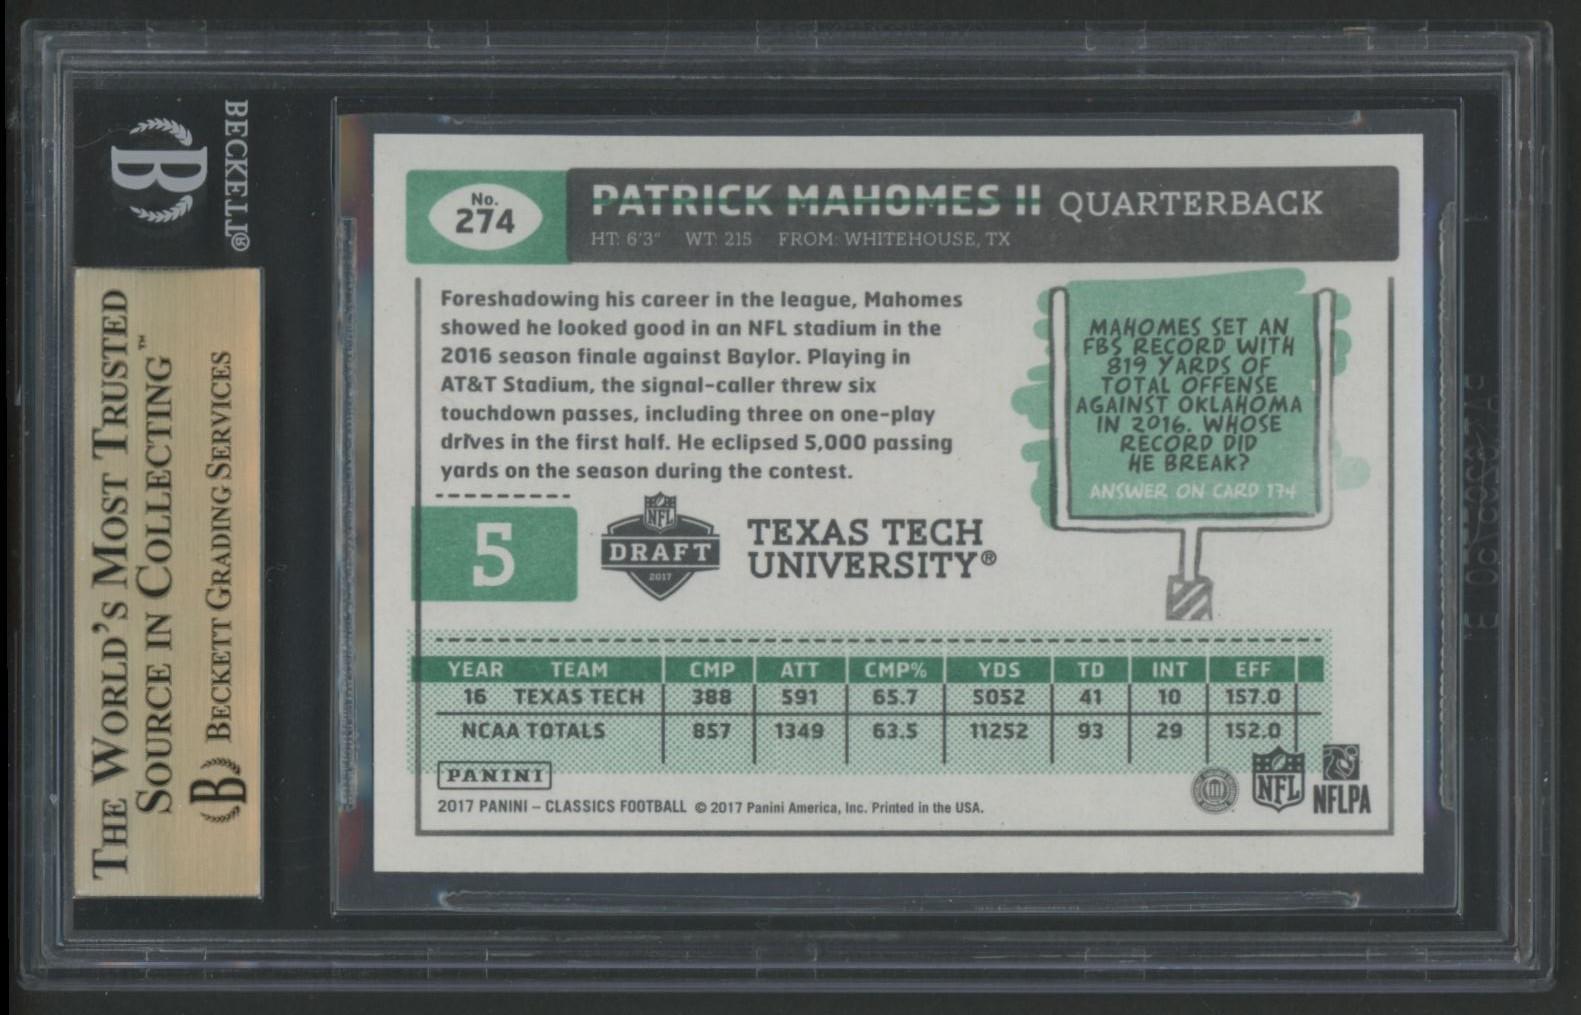 BECKETT®
B
THE WORLD'S MOST TRUSTED
SOURCE IN COLLECTING™
B BECKETT GRADING SERVICES
No.
274
PATRICK MAHOMES II QUARTERBACK
HT: 6'3" WT: 215 FROM: WHITEHOUSE, TX
Foreshadowing his career in the league, Mahomes
showed he looked good in an NFL stadium in the
2016 season finale against Baylor. Playing in
AT&T Stadium, the signal-caller threw six
touchdown passes, including three on one-play
drives in the first half. He eclipsed 5,000 passing
yards on the season during the contest.
MAHOMES SET AN
FBS RECORD WITH
819 YARDS OF
TOTAL OFFENSE
AGAINST OKLAHOMA
IN 2016. WHOSE
RECORD DID
HE BREAK?
ANSWER ON CARD 174
5
NFL
DRAFT
2017
TEXAS TECH
UNIVERSITY®
YEAR TEAM CMP ATT CMP% YDS TD INT EFF
16 TEXAS TECH 388 591 65.7 5052 41 10 157.0
NCAA TOTALS 857 1349 63.5 11252 93 29 152.0
PANINI
2017 PANINI – CLASSICS FOOTBALL © 2017 Panini America, Inc. Printed in the USA.
NFL
NFLPA